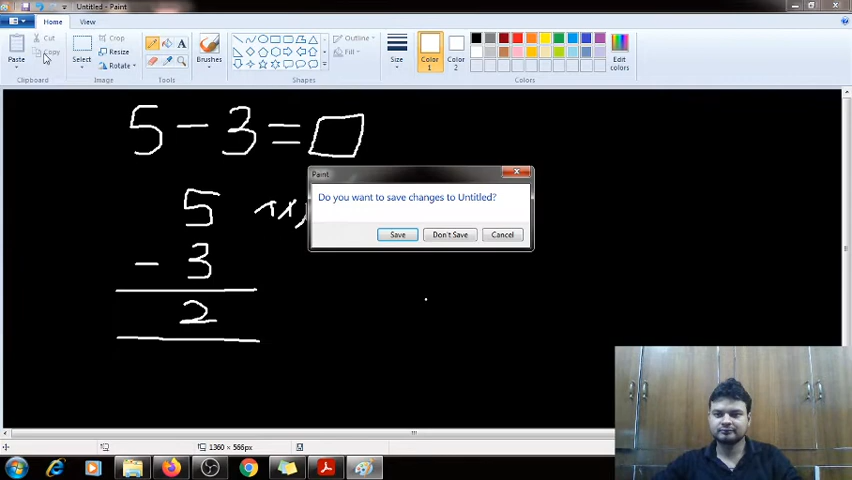 Untitled - Paint
Home View
Paste
Cut
Copy
Clipboard
Select
Crop
Resize
Rotate
Image
A
Tools
Brushes
Outline
Fill
Shapes
Size
Color 1
Color 2
Edit colors
Colors
5 - 3 = □
Paint
Do you want to save changes to Untitled?
Save Don't Save Cancel
5
- 3
2
1360 × 566px